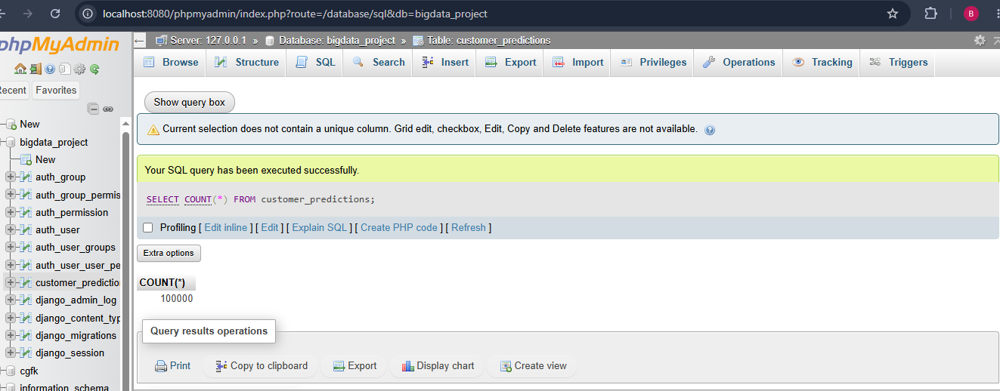 localhost:8080/phpmyadmin/index.php?route=/database/sql&db=bigdata_project
B
phpMyAdmin
Recent Favorites
New
bigdata_project
New
auth_group
auth_group_permis
auth_permission
auth_user
auth_user_groups
auth_user_user_pe
customer_prediction
django_admin_log
django_content_typ
django_migrations
django_session
cgfk
information_schema
Server: 127.0.0.1 » Database: bigdata_project » Table: customer_predictions
Browse Structure SQL Search Insert Export Import Privileges Operations Tracking Triggers
Show query box
Current selection does not contain a unique column. Grid edit, checkbox, Edit, Copy and Delete features are not available.
Your SQL query has been executed successfully.
SELECT COUNT(*) FROM customer_predictions;
Profiling [ Edit inline ] [ Edit ] [ Explain SQL ] [ Create PHP code ] [ Refresh ]
Extra options
COUNT(*)
100000
Query results operations
Print Copy to clipboard Export Display chart Create view